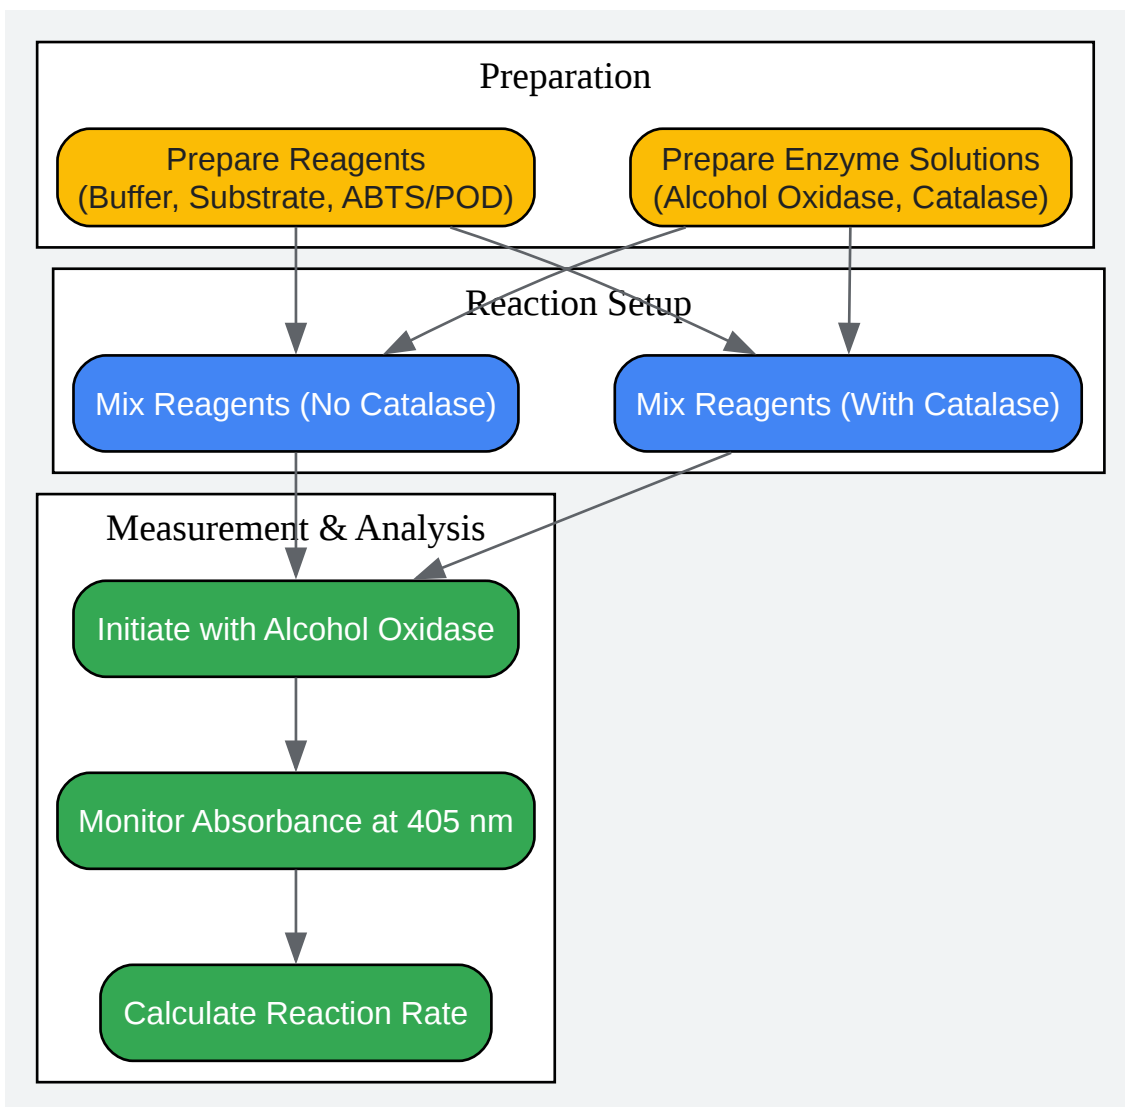 Preparation
Prepare Reagents
(Buffer, Substrate, ABTS/POD)
Prepare Enzyme Solutions
(Alcohol Oxidase, Catalase)
Reaction Setup
Mix Reagents (No Catalase)
Mix Reagents (With Catalase)
Measurement & Analysis
Initiate with Alcohol Oxidase
Monitor Absorbance at 405 nm
Calculate Reaction Rate